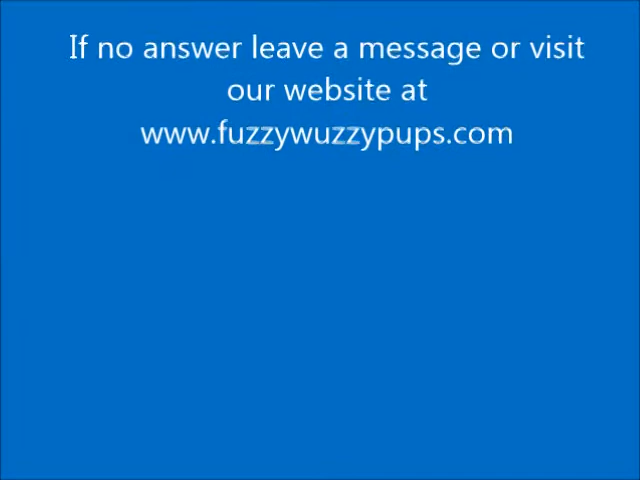 If no answer leave a message or visit
our website at
www.fuzzywuzzypups.com